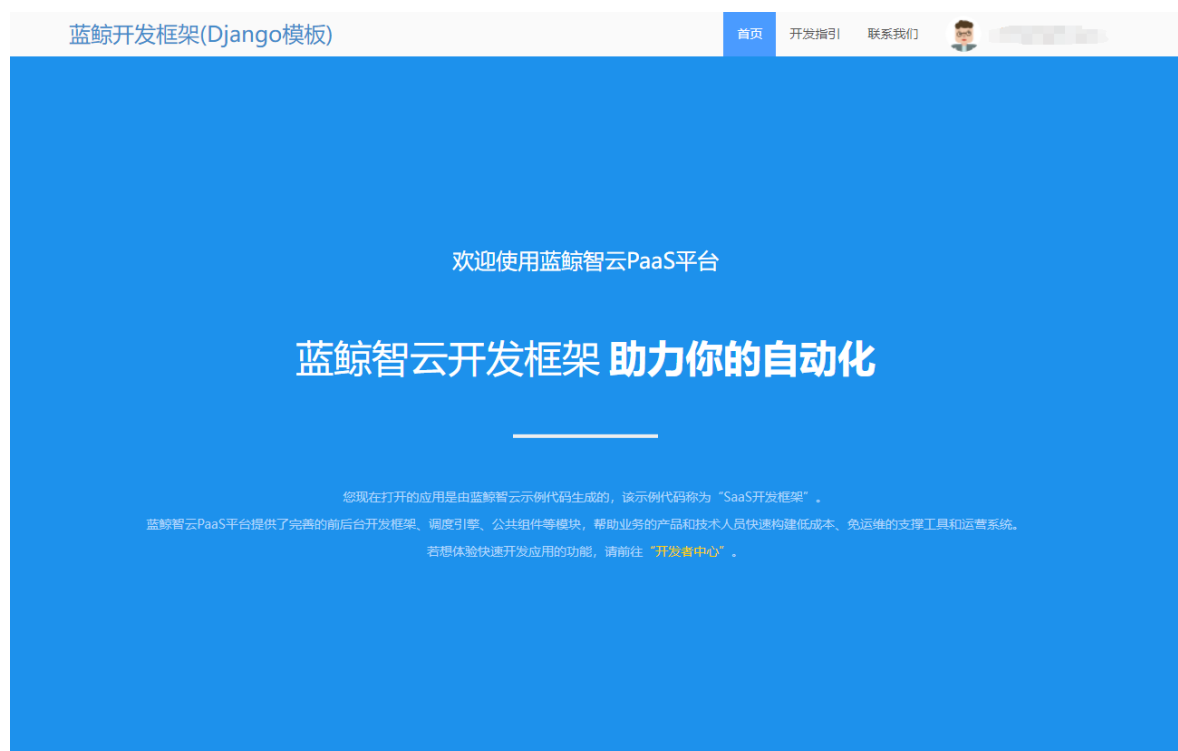 蓝鲸开发框架(Django模板)
首页 开发指引 联系我们
欢迎使用蓝鲸智云PaaS平台
蓝鲸智云开发框架 助力你的自动化
您现在打开的应用是由蓝鲸智云示例代码生成的，该示例代码称为“SaaS开发框架”。
蓝鲸智云PaaS平台提供了完善的前后台开发框架、调度引擎、公共组件等模块，帮助业务的产品和技术人员快速构建低成本、免运维的支撑工具和运营系统。
若想体验快速开发应用的功能，请前往“开发者中心”。